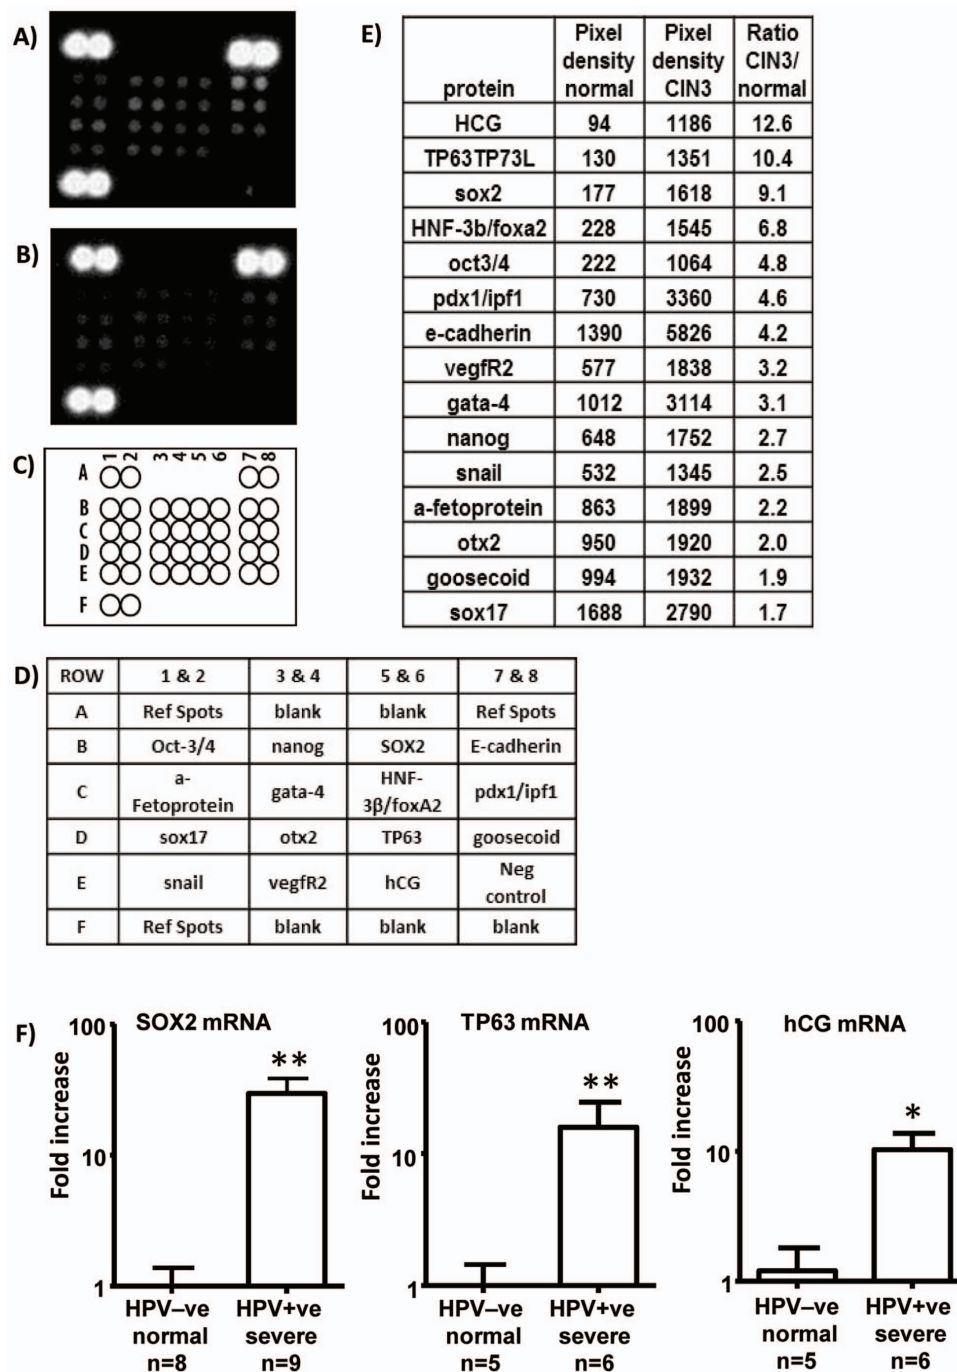 A)
B)
C)
1 2 3 4 5 6 7 8
A
B
C
D
E
F
E)
protein Pixel density normal Pixel density CIN3 Ratio CIN3/ normal
HCG 94 1186 12.6
TP63TP73L 130 1351 10.4
sox2 177 1618 9.1
HNF-3b/foxa2 228 1545 6.8
oct3/4 222 1064 4.8
pdx1/ipf1 730 3360 4.6
e-cadherin 1390 5826 4.2
vegfR2 577 1838 3.2
gata-4 1012 3114 3.1
nanog 648 1752 2.7
snail 532 1345 2.5
a-fetoprotein 863 1899 2.2
otx2 950 1920 2.0
goosecoid 994 1932 1.9
sox17 1688 2790 1.7
D)
ROW 1 & 2 3 & 4 5 & 6 7 & 8
A Ref Spots blank blank Ref Spots
B Oct-3/4 nanog SOX2 E-cadherin
C a-Fetoprotein gata-4 HNF-3β/foxA2 pdx1/ipf1
D sox17 otx2 TP63 goosecoid
E snail vegfR2 hCG Neg control
F Ref Spots blank blank blank
F)
SOX2 mRNA
Fold increase
100
10
1
**
HPV–ve normal n=8
HPV+ve severe n=9
TP63 mRNA
Fold increase
100
10
1
**
HPV–ve normal n=5
HPV+ve severe n=6
hCG mRNA
Fold increase
100
10
1
*
HPV–ve normal n=5
HPV+ve severe n=6